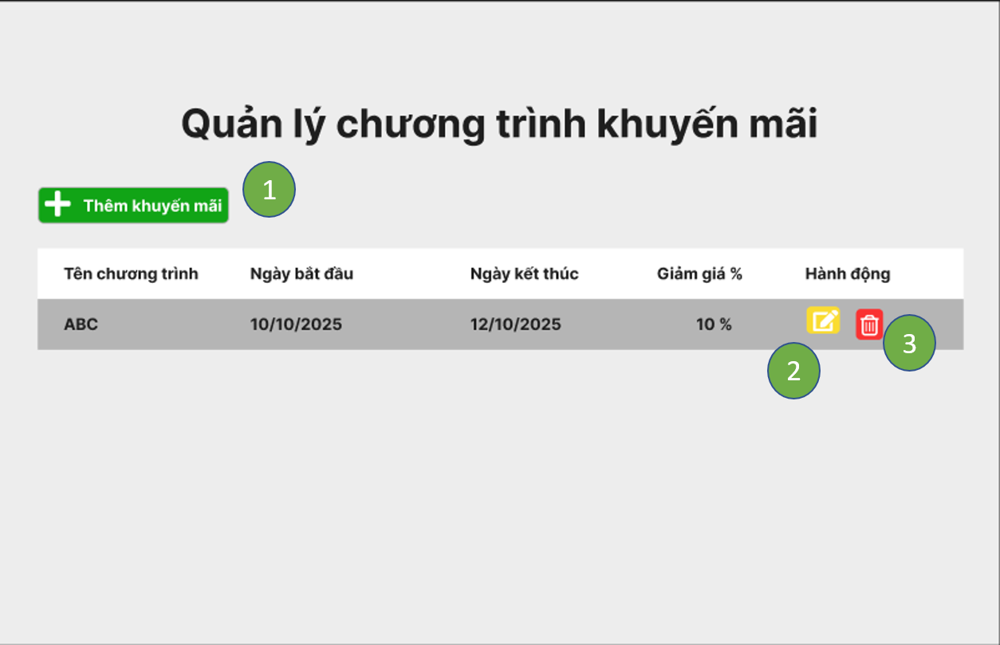 Quản lý chương trình khuyến mãi
1
Thêm khuyến mãi
Tên chương trình Ngày bắt đầu Ngày kết thúc Giảm giá % Hành động
ABC 10/10/2025 12/10/2025 10 %
3
2